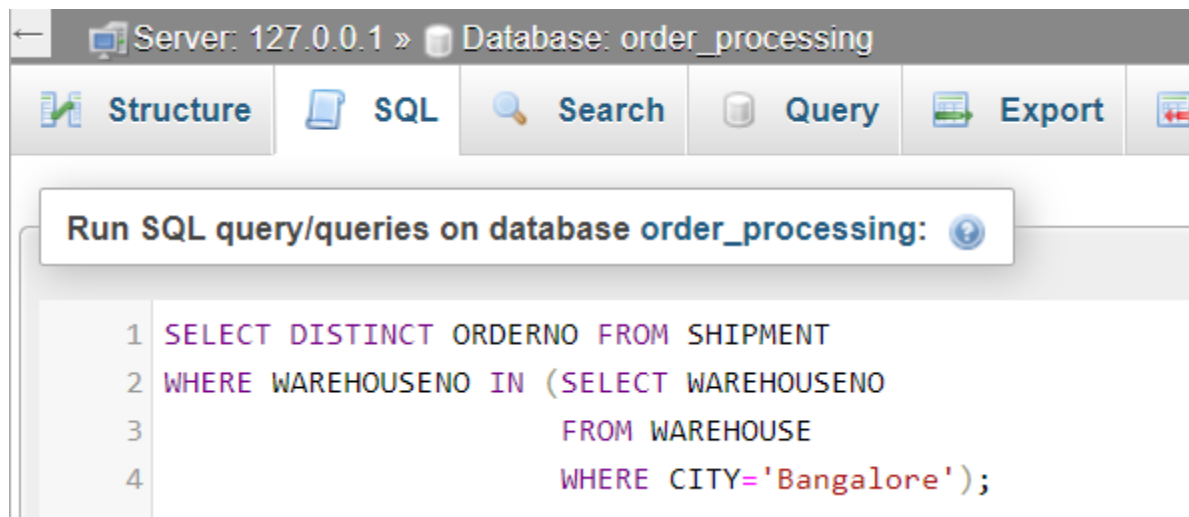 ← Server: 127.0.0.1 » Database: order_processing
Structure SQL Search Query Export
Run SQL query/queries on database order_processing:
1 SELECT DISTINCT ORDERNO FROM SHIPMENT
2 WHERE WAREHOUSENO IN (SELECT WAREHOUSENO
3 FROM WAREHOUSE
4 WHERE CITY='Bangalore');